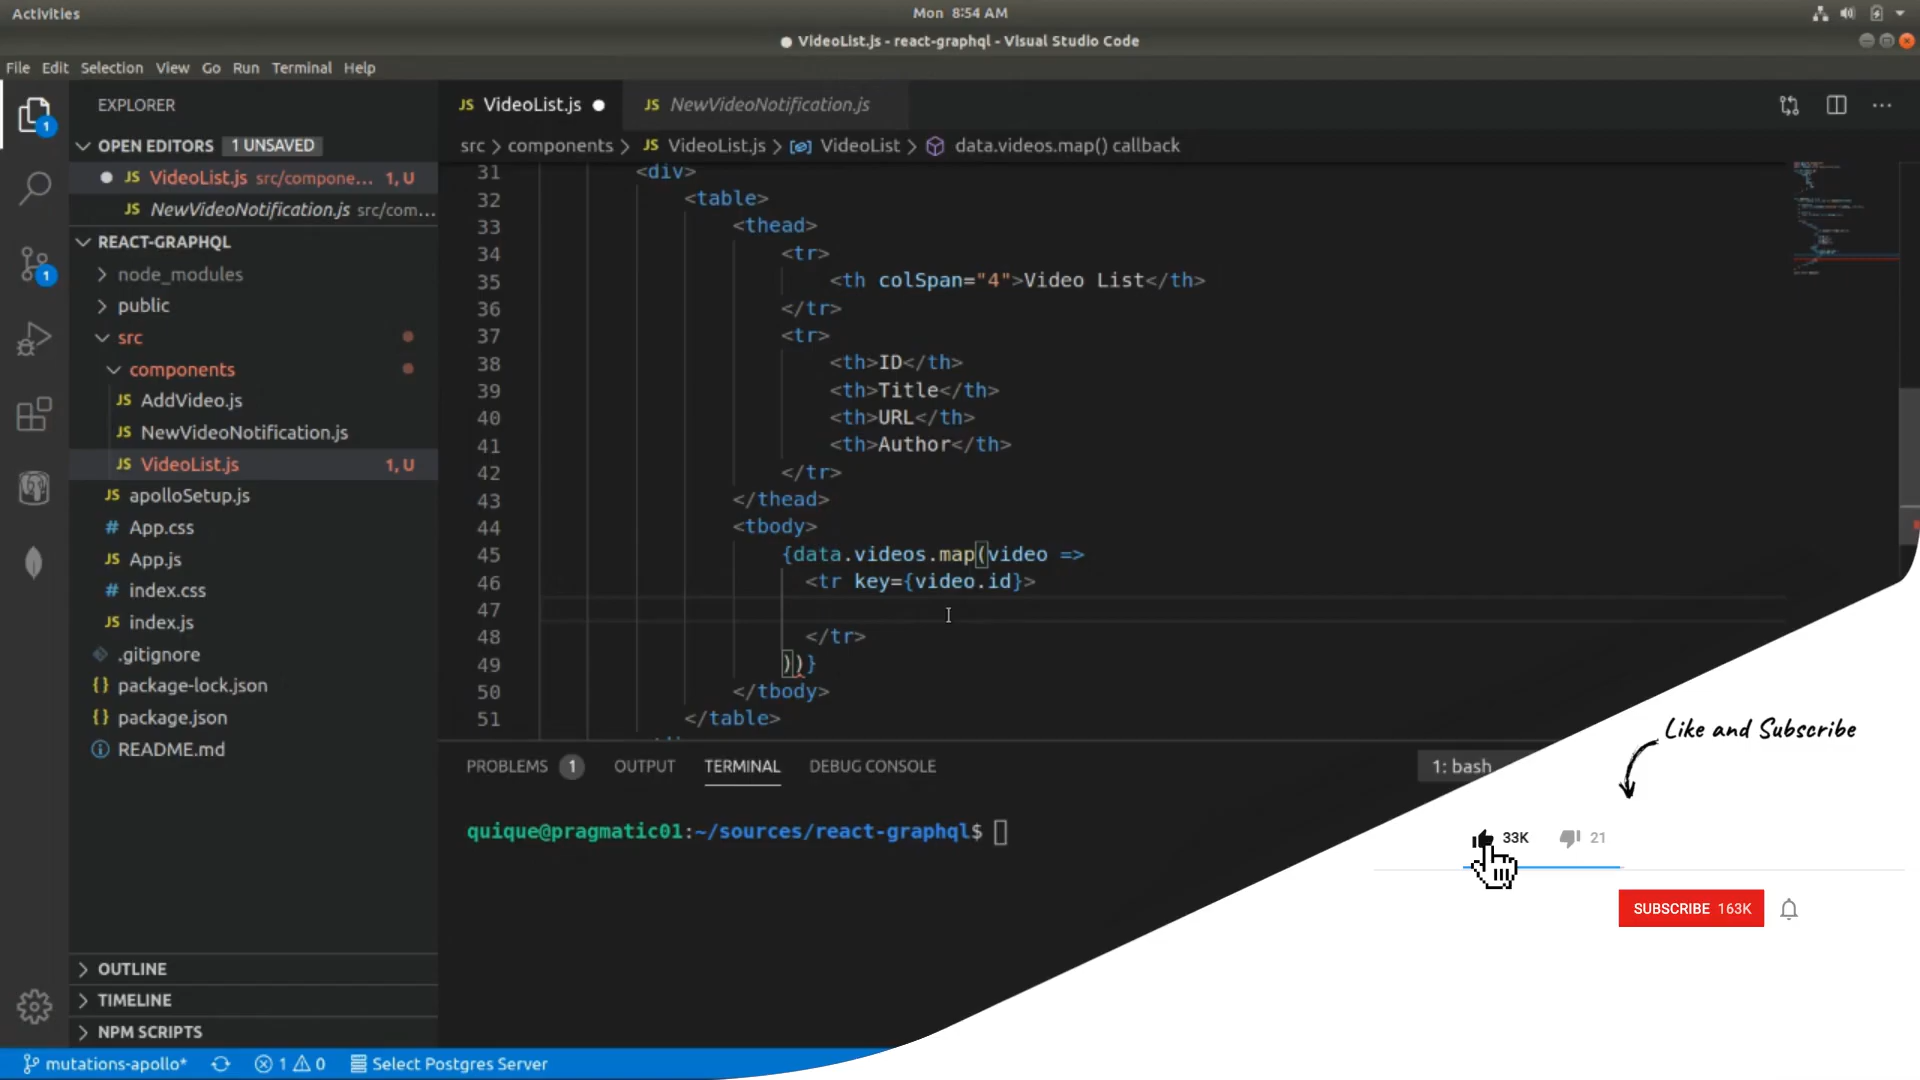 Activities
Mon 8:54 AM
● VideoList.js - react-graphql - Visual Studio Code
File Edit Selection View Go Run Terminal Help
EXPLORER
OPEN EDITORS 1 UNSAVED
JS VideoList.js src/compone... 1, U
JS NewVideoNotification.js src/com...
REACT-GRAPHQL
node_modules
public
src
components
JS AddVideo.js
JS NewVideoNotification.js
JS VideoList.js 1, U
JS apolloSetup.js
# App.css
JS App.js
# index.css
JS index.js
.gitignore
{} package-lock.json
{} package.json
README.md
OUTLINE
TIMELINE
NPM SCRIPTS
JS VideoList.js ●
JS NewVideoNotification.js
src > components > JS VideoList.js > VideoList > data.videos.map() callback
31 <div>
32 <table>
33 <thead>
34 <tr>
35 <th colSpan="4">Video List</th>
36 </tr>
37 <tr>
38 <th>ID</th>
39 <th>Title</th>
40 <th>URL</th>
41 <th>Author</th>
42 </tr>
43 </thead>
44 <tbody>
45 {data.videos.map(video =>
46 <tr key={video.id}>
47
48 </tr>
49 ))}
50 </tbody>
51 </table>
PROBLEMS 1 OUTPUT TERMINAL DEBUG CONSOLE
1: bash
quique@pragmatic01:~/sources/react-graphql$
Like and Subscribe
33K 21
SUBSCRIBE 163K
mutations-apollo* 1 0 Select Postgres Server